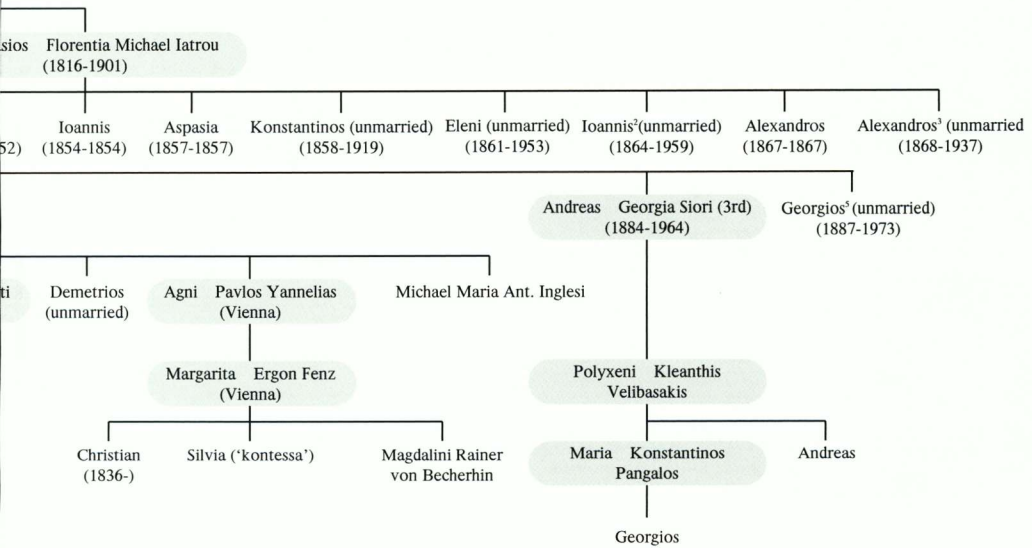 sios Florentia Michael Iatrou
(1816-1901)
Ioannis Aspasia Konstantinos (unmarried) Eleni (unmarried) Ioannis²(unmarried) Alexandros Alexandros³ (unmarried
52) (1854-1854) (1857-1857) (1858-1919) (1861-1953) (1864-1959) (1867-1867) (1868-1937)
Andreas Georgia Siori (3rd) Georgios⁵ (unmarried)
(1884-1964) (1887-1973)
ti Demetrios Agni Pavlos Yannelias Michael Maria Ant. Inglesi
(unmarried) (Vienna)
Margarita Ergon Fenz Polyxeni Kleanthis
(Vienna) Velibasakis
Christian Silvia (‘kontessa’) Magdalini Rainer Maria Konstantinos Andreas
(1836-) von Becherhin Pangalos
Georgios